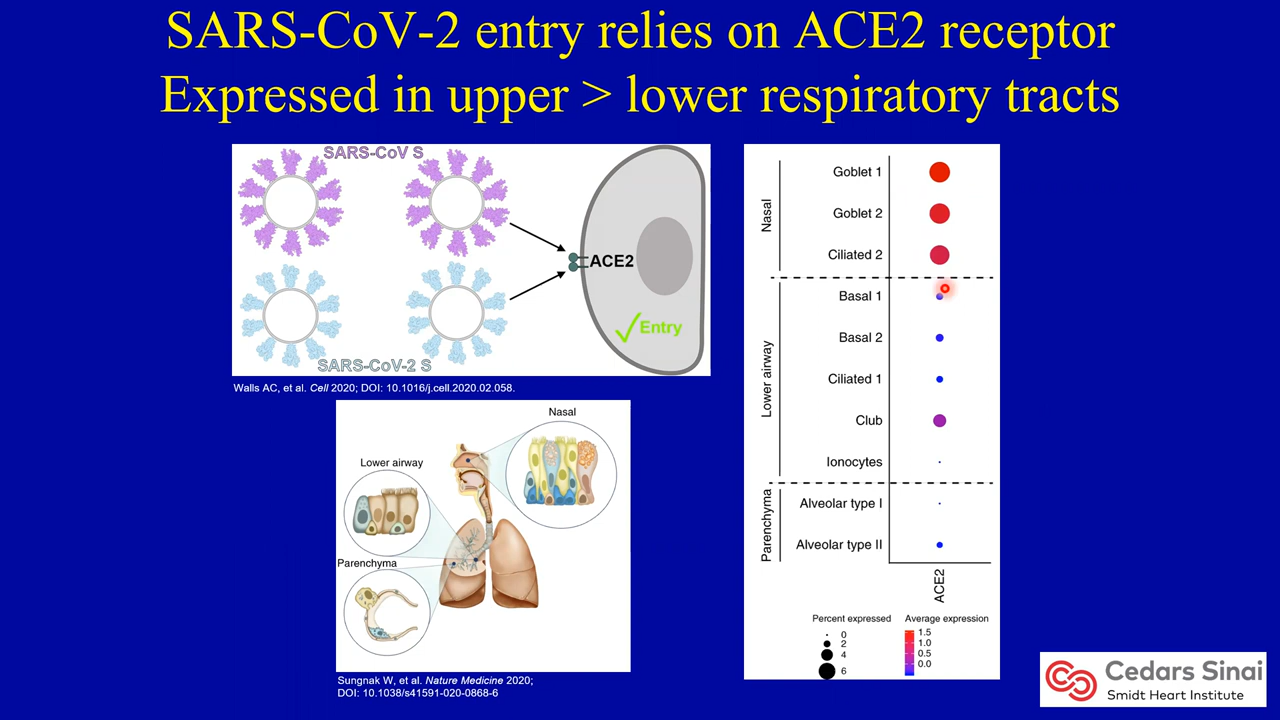 SARS-CoV-2 entry relies on ACE2 receptor
Expressed in upper > lower respiratory tracts
SARS-CoV S
ACE2
Entry
SARS-CoV-2 S
Walls AC, et al. Cell 2020; DOI: 10.1016/j.cell.2020.02.058.
Nasal
Lower airway
Parenchyma
Sungnak W, et al. Nature Medicine 2020;
DOI: 10.1038/s41591-020-0868-6
Nasal
Goblet 1
Goblet 2
Ciliated 2
Lower airway
Basal 1
Basal 2
Ciliated 1
Club
Ionocytes
Parenchyma
Alveolar type I
Alveolar type II
ACE2
Percent expressed
0
2
4
6
Average expression
1.5
1.0
0.5
0.0
Cedars Sinai
Smidt Heart Institute